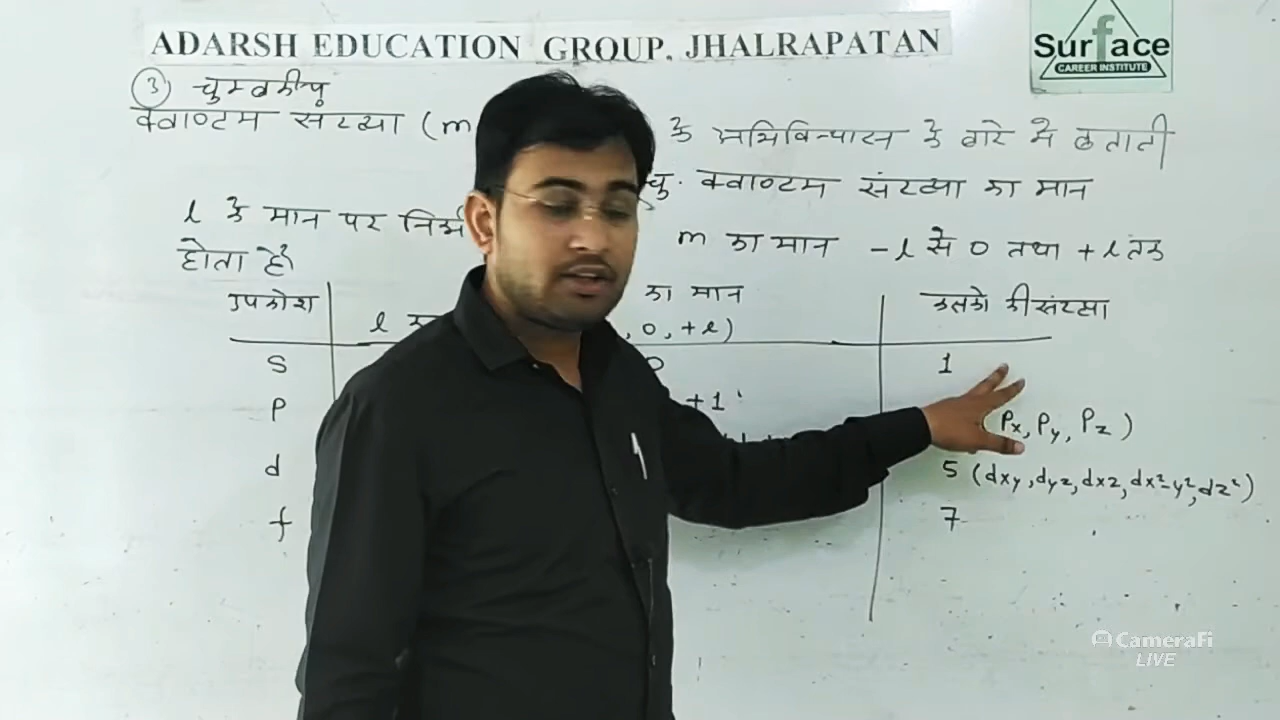 ADARSH EDUCATION GROUP, JHALRAPATAN
Surface
CAREER INSTITUTE
3 चुम्बकीय
क्वाण्टम संख्या (m के अभिविन्यास के बारे मे बताती
चु. क्वाण्टम संख्या का मान
l के मान पर निर्भ
होता है
m का मान -l से 0 तथा +l तक
उपकोश l का मान कक्षको की संख्या
, 0, +l)
S 0 1
P +1 (Px, Py, Pz)
d 5 (dxy, dyz, dxz, dx²-y², dz²)
f 7
CameraFi
LIVE